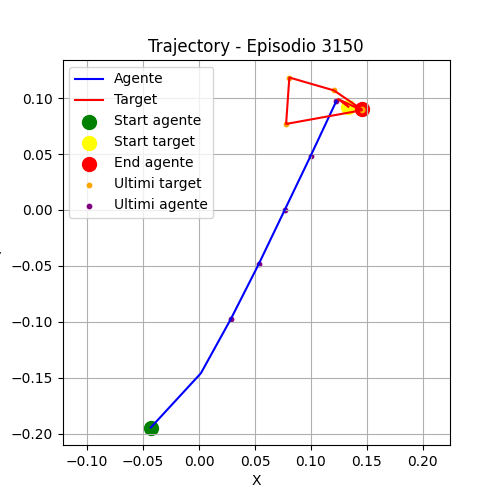 Trajectory - Episodio 3150
Agente
Target
Start agente
Start target
End agente
Ultimi target
Ultimi agente
0.10
0.05
0.00
−0.05
−0.10
−0.15
−0.20
−0.10
−0.05
0.00
0.05
0.10
0.15
0.20
X